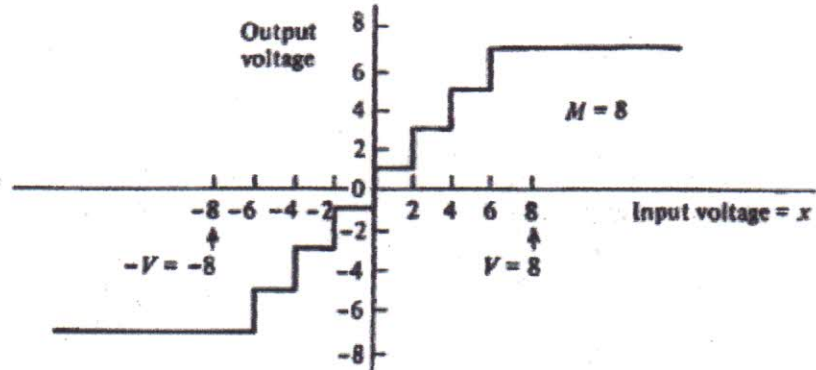 Output
voltage
8
6
4
2
0
-8 -6 -4 -2
2 4 6 8
Input voltage = x
-2
-4
-6
-8
M = 8
-V = -8
V = 8